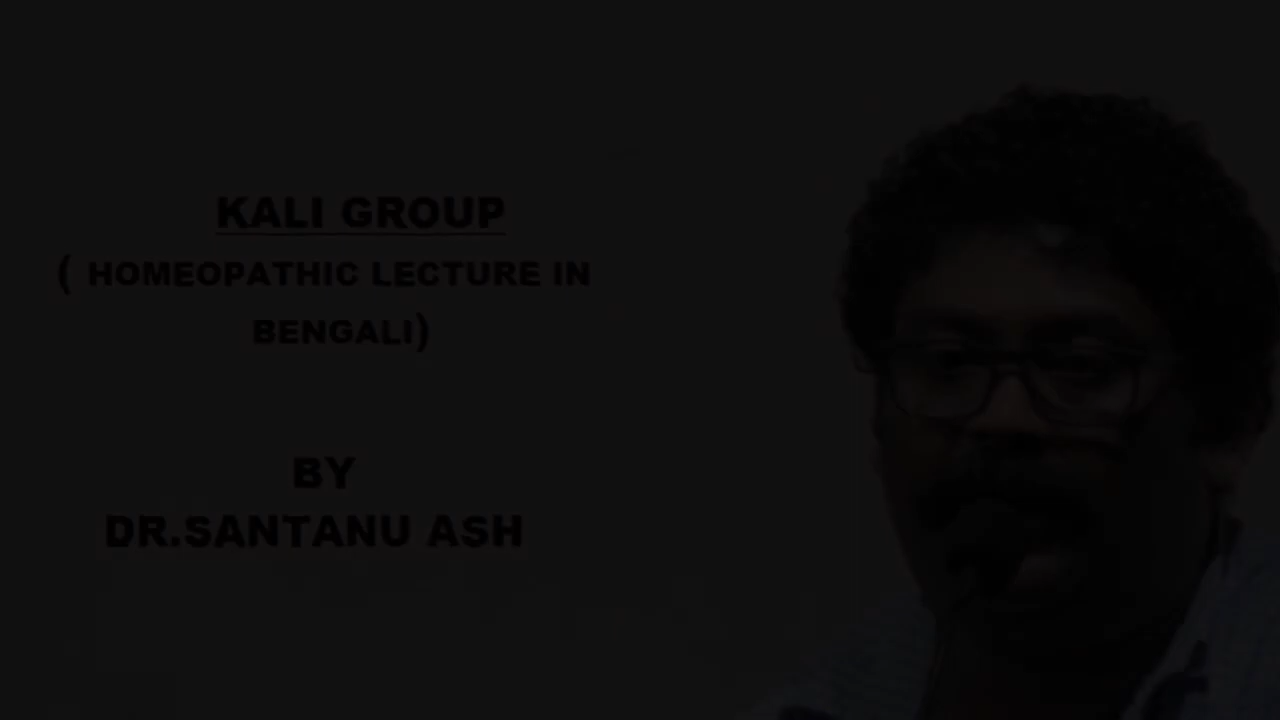 KALI GROUP
( HOMEOPATHIC LECTURE IN
BENGALI)
BY
DR.SANTANU ASH